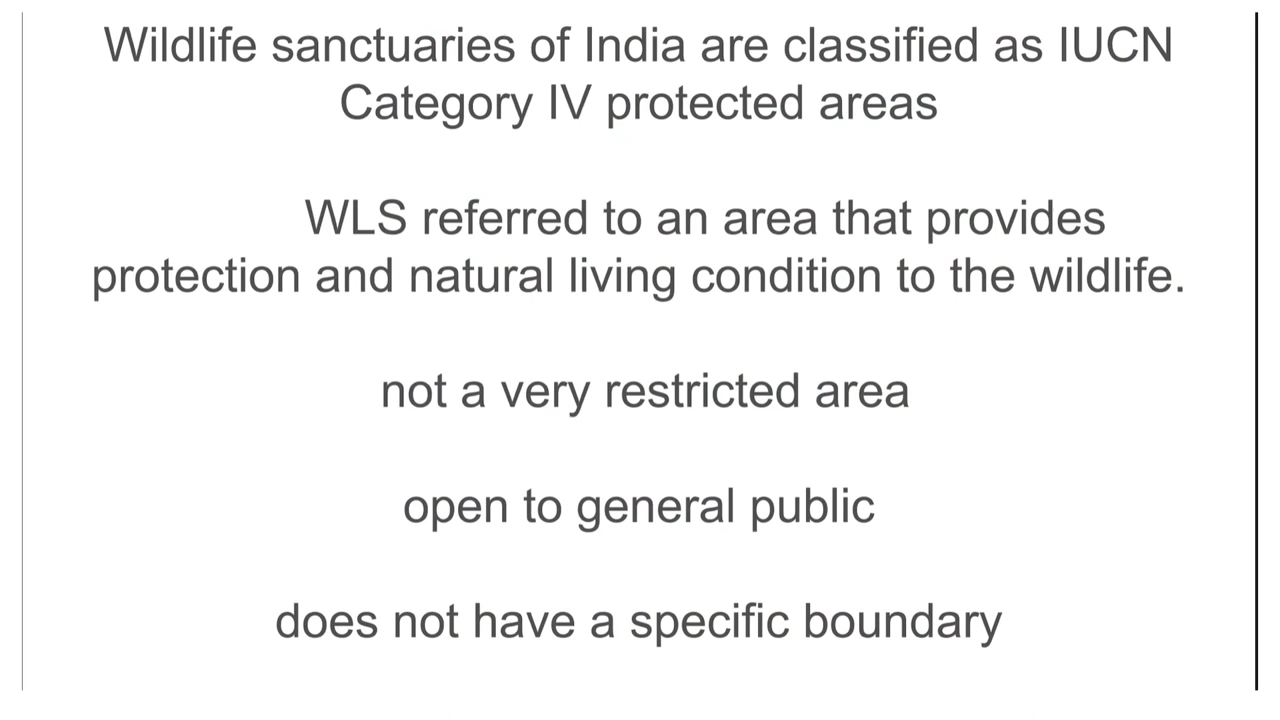 Wildlife sanctuaries of India are classified as IUCN
Category IV protected areas
WLS referred to an area that provides
protection and natural living condition to the wildlife.
not a very restricted area
open to general public
does not have a specific boundary